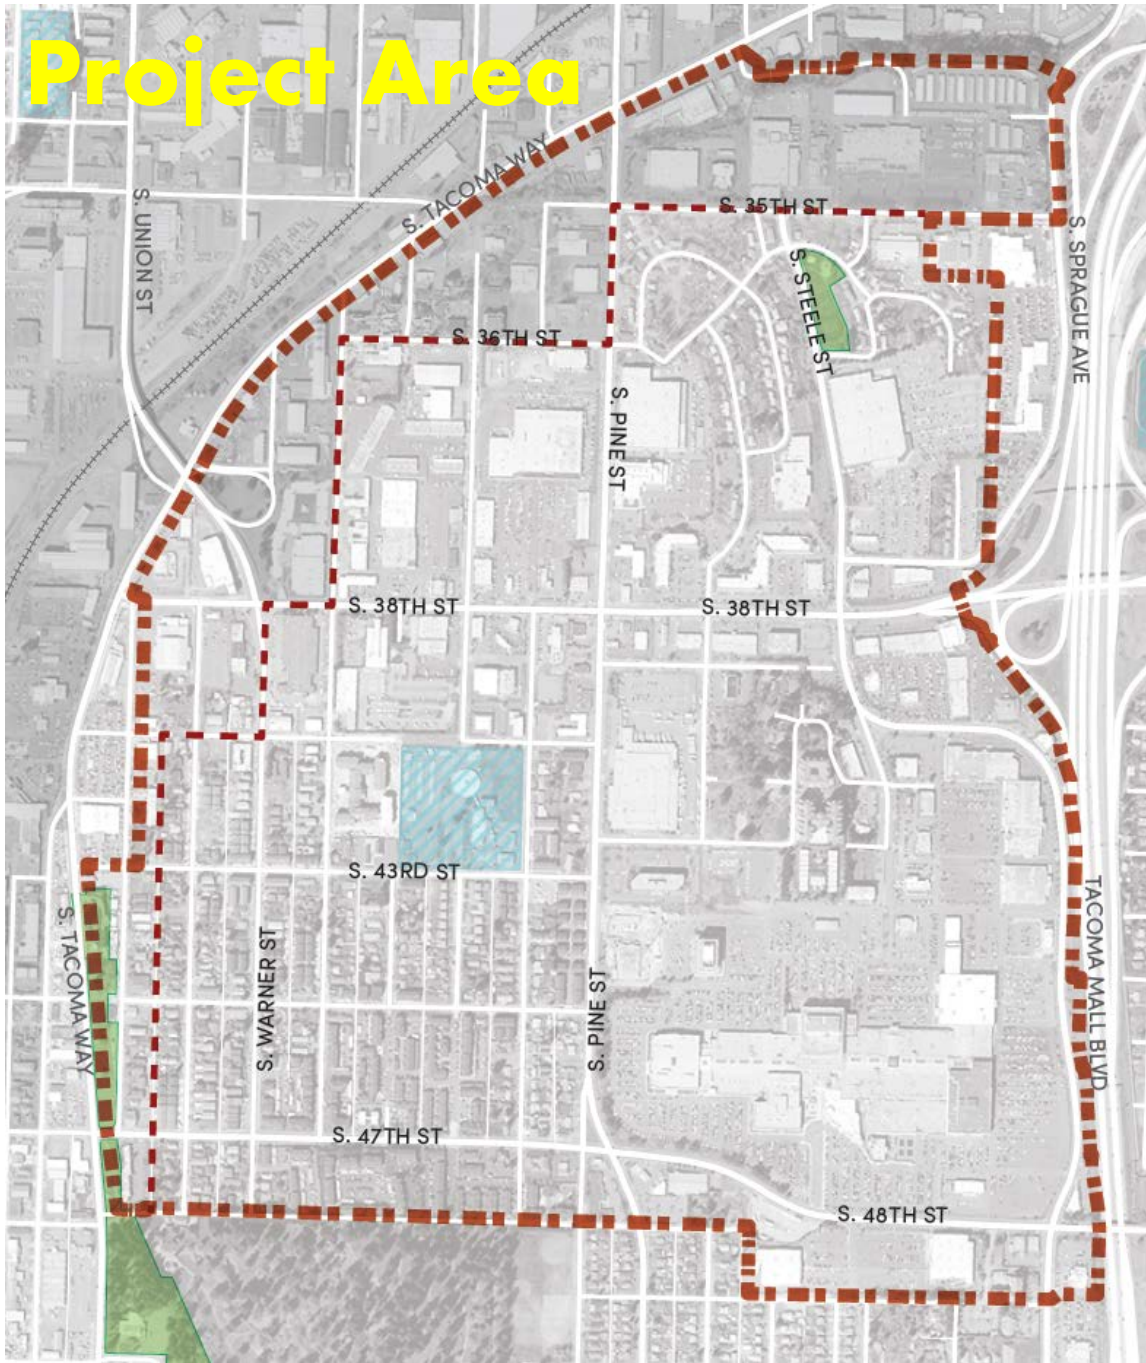 Project Area
S. TACOMA WAY
S. UNION ST
S. 35TH ST
S. SPRAGUE AVE
S. STEELE ST
S. 36TH ST
S. PINE ST
S. 38TH ST
S. 38TH ST
S. 43RD ST
S. TACOMA WAY
S. WARNER ST
S. PINE ST
TACOMA MALL BLVD
S. 47TH ST
S. 48TH ST